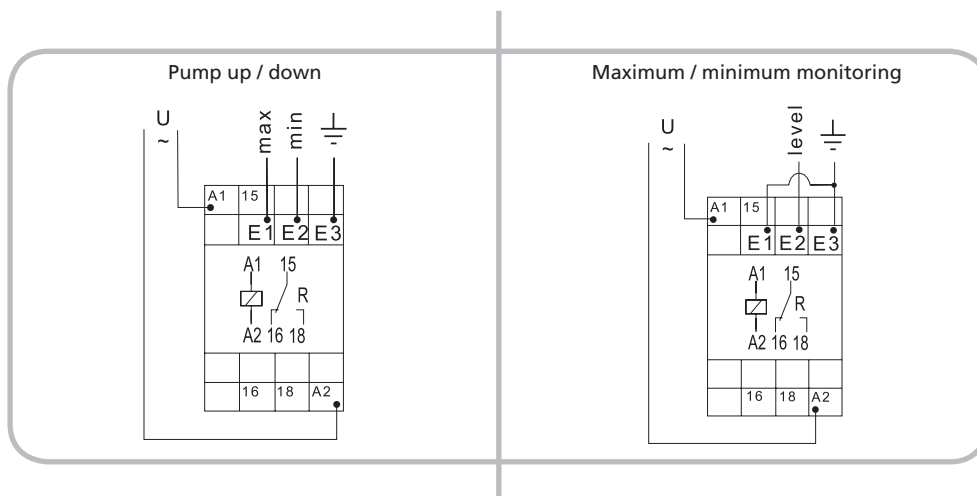 Pump up / down
U
~
max
min
A1 15
E1 E2 E3
A1 15
R
A2 16 18
16 18 A2
Maximum / minimum monitoring
U
~
level
A1 15
E1 E2 E3
A1 15
R
A2 16 18
16 18 A2